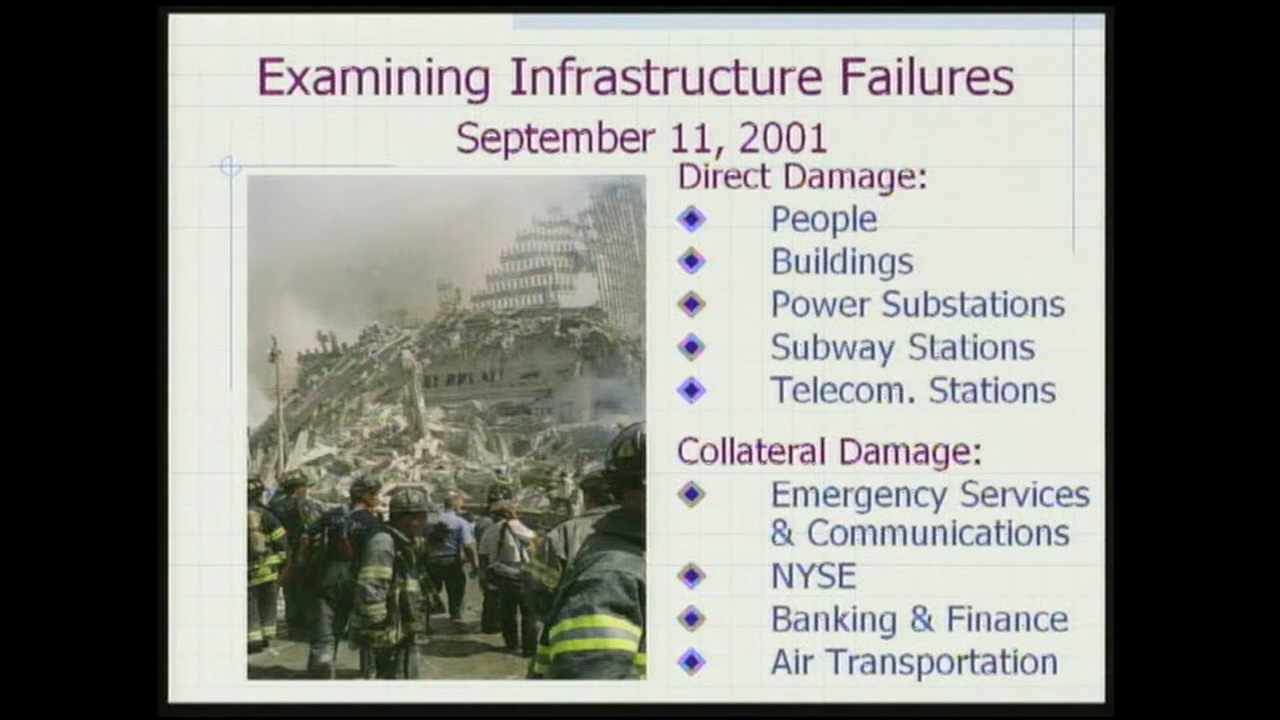 Examining Infrastructure Failures
September 11, 2001
Direct Damage:
People
Buildings
Power Substations
Subway Stations
Telecom. Stations
Collateral Damage:
Emergency Services
& Communications
NYSE
Banking & Finance
Air Transportation